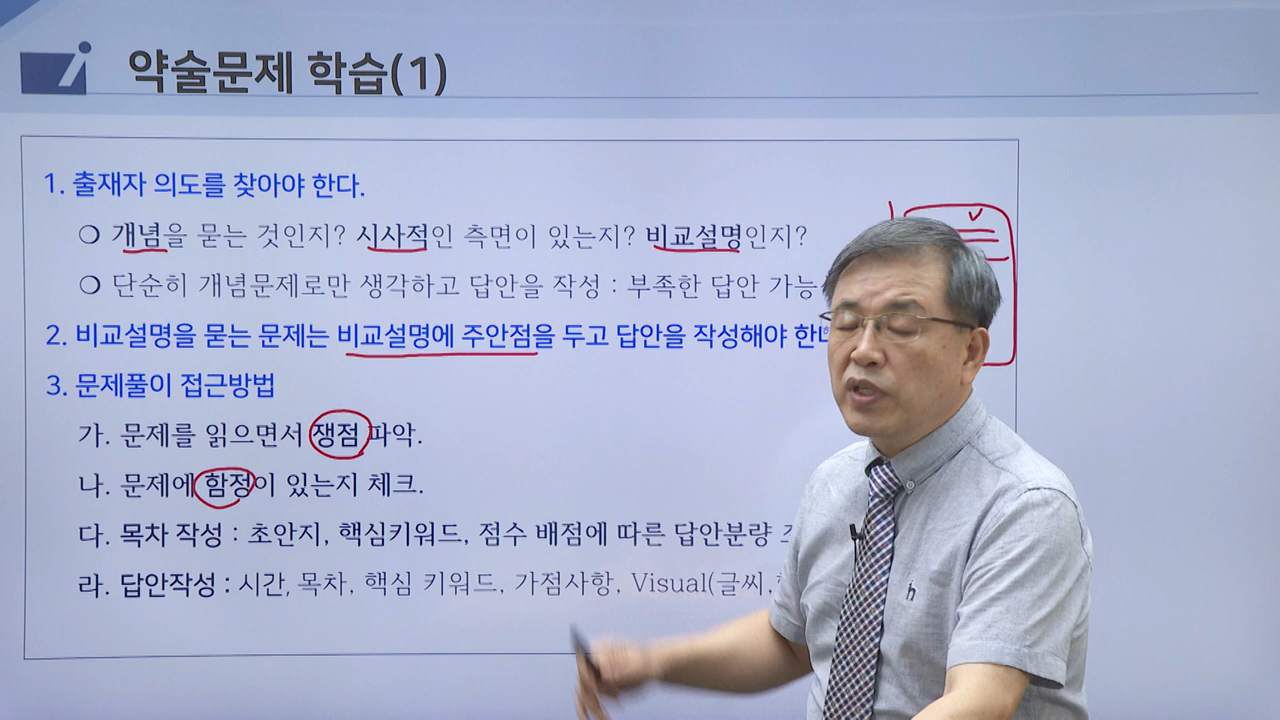 약술문제 학습(1)
1. 출제자 의도를 찾아야 한다.
❍ 개념을 묻는 것인지? 시사적인 측면이 있는지? 비교설명인지?
❍ 단순히 개념문제로만 생각하고 답안을 작성 : 부족한 답안 가능
2. 비교설명을 묻는 문제는 비교설명에 주안점을 두고 답안을 작성해야 한
3. 문제풀이 접근방법
가. 문제를 읽으면서 쟁점 파악.
나. 문제에 함정이 있는지 체크.
다. 목차 작성 : 초안지, 핵심키워드, 점수 배점에 따른 답안분량
라. 답안작성 : 시간, 목차, 핵심 키워드, 가점사항, Visual(글씨,